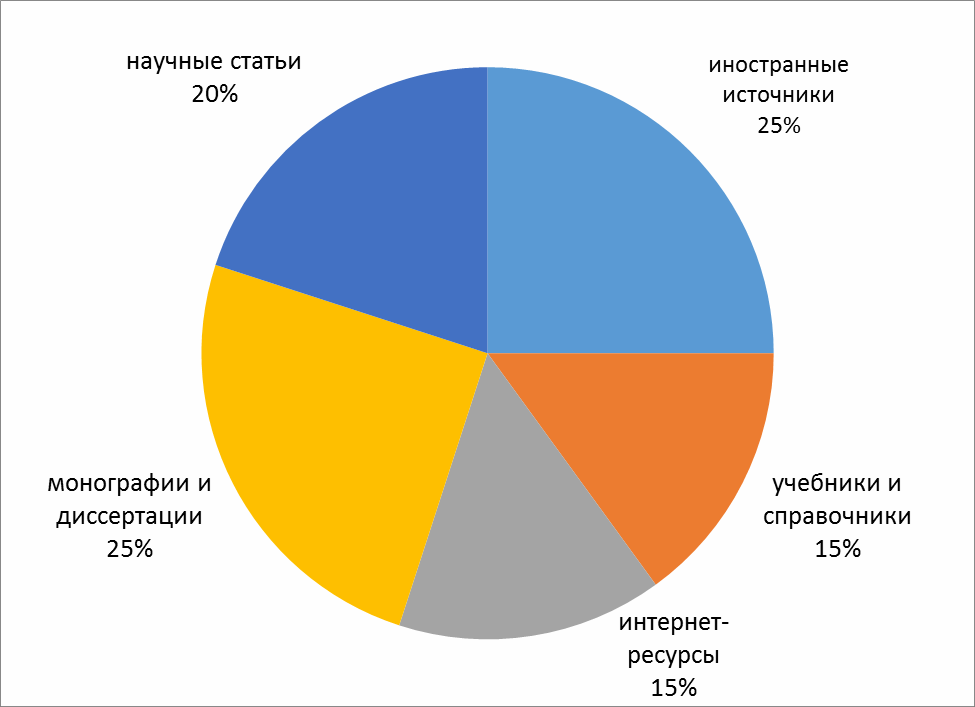 научные статьи
20%
иностранные
источники
25%
монографии и
диссертации
25%
учебники и
справочники
15%
интернет-
ресурсы
15%